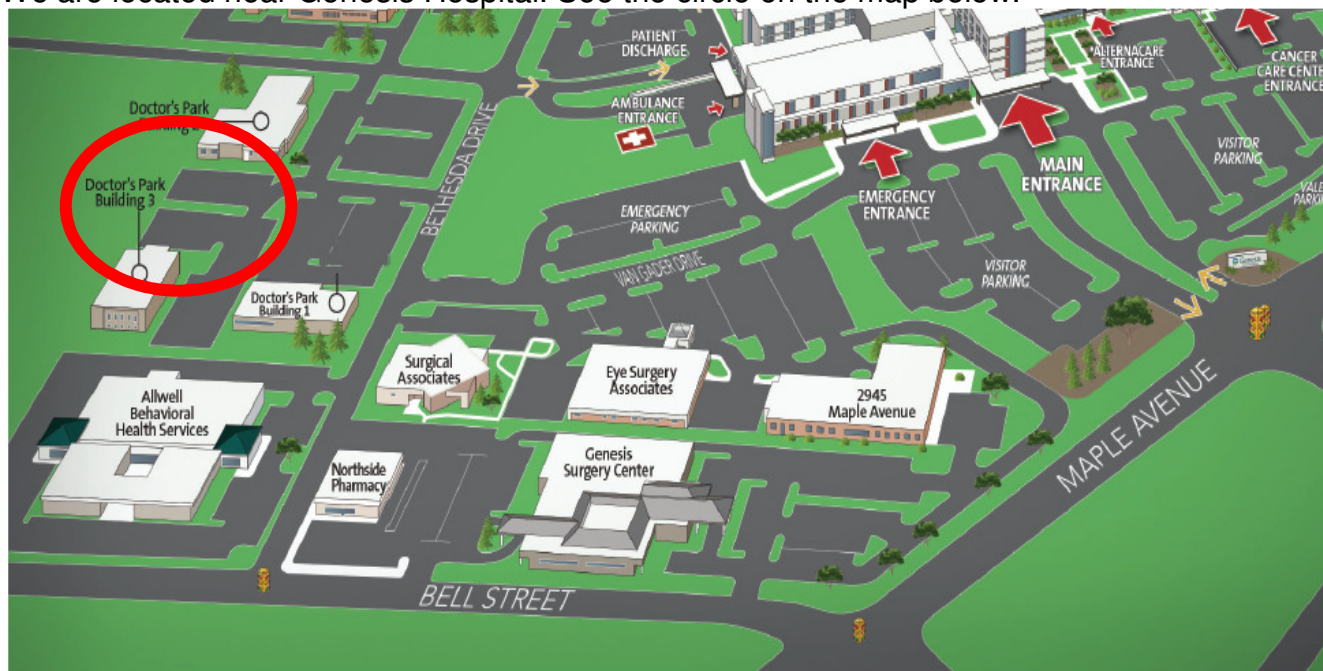 We are located near Genesis Hospital. See the circle on the map below.
PATIENT
DISCHARGE
ALTERNACARE
ENTRANCE
CANCER
CARE CENTER
ENTRANCE
Doctor's Park
AMBULANCE
ENTRANCE
BETHESDA DRIVE
VISITOR
PARKING
MAIN
ENTRANCE
Doctor's Park
Building 3
EMERGENCY
ENTRANCE
EMERGENCY
PARKING
VAN GADER DRIVE
VISITOR
PARKING
Genesis
Doctor's Park
Building 1
Surgical
Associates
Eye Surgery
Associates
2945
Maple Avenue
Allwell
Behavioral
Health Services
MAPLE AVENUE
Northside
Pharmacy
Genesis
Surgery Center
BELL STREET